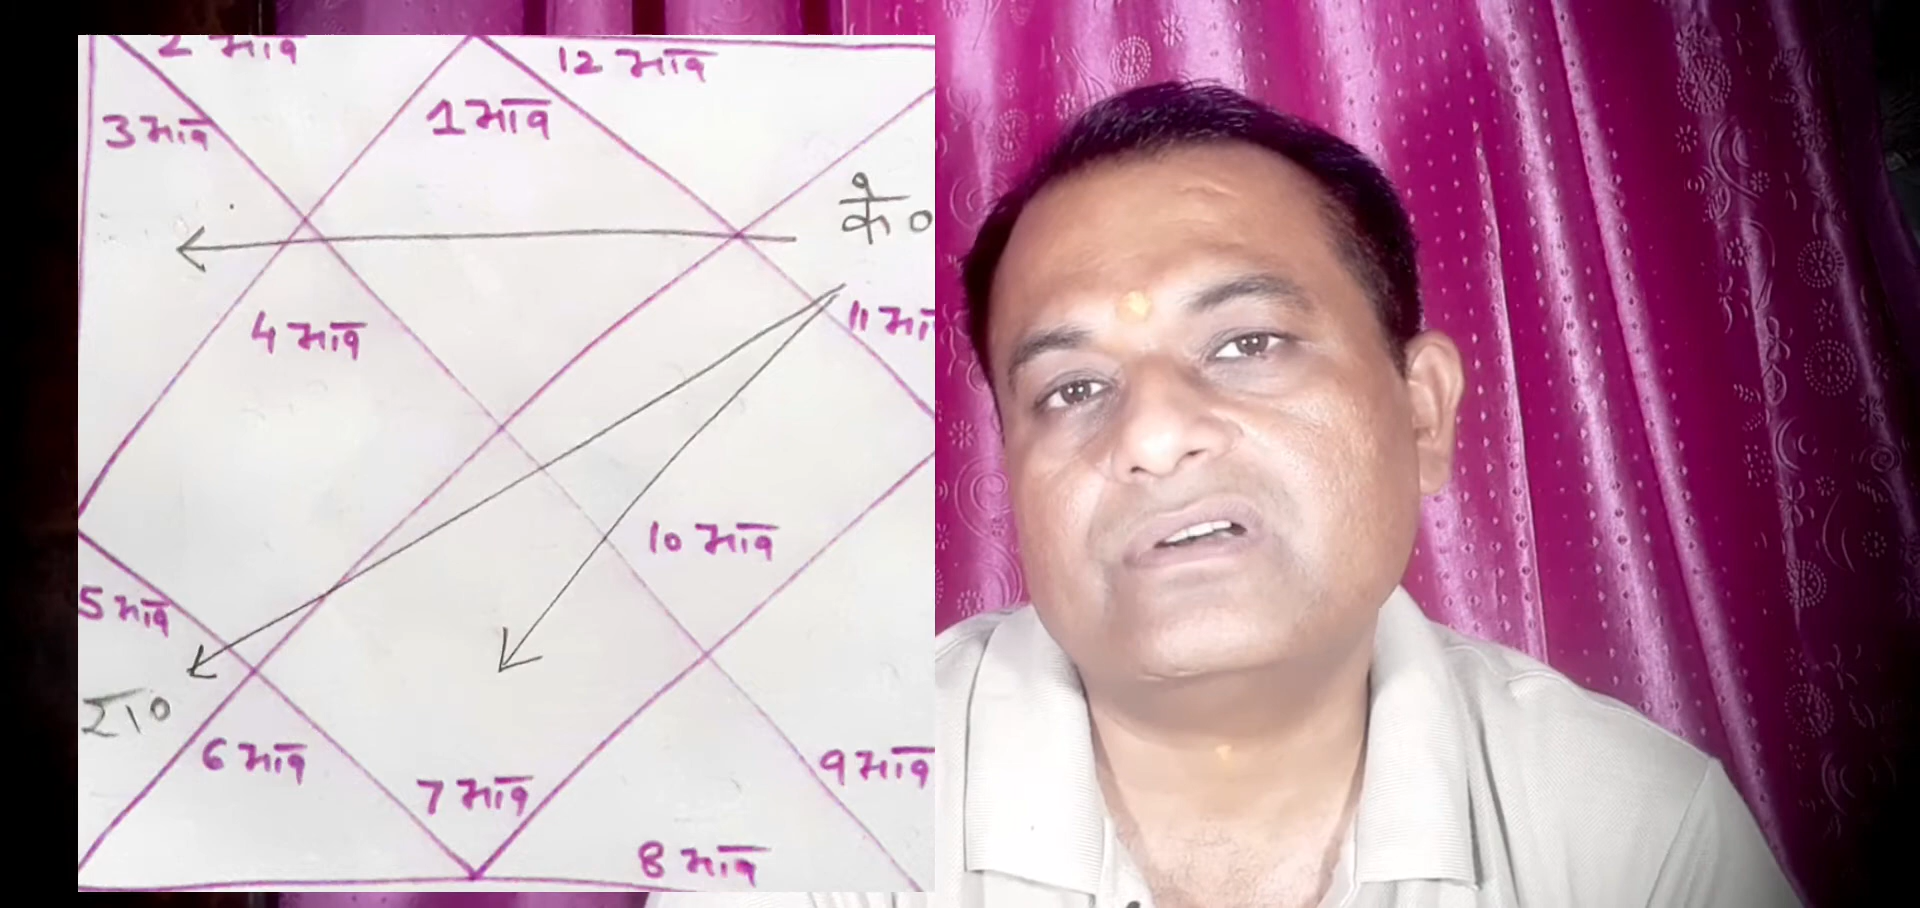 2 भाव
12 भाव
1 भाव
3 भाव
के०
11 भा
4 भाव
10 भाव
5 भाव
रा०
6 भाव
9 भाव
7 भाव
8 भाव